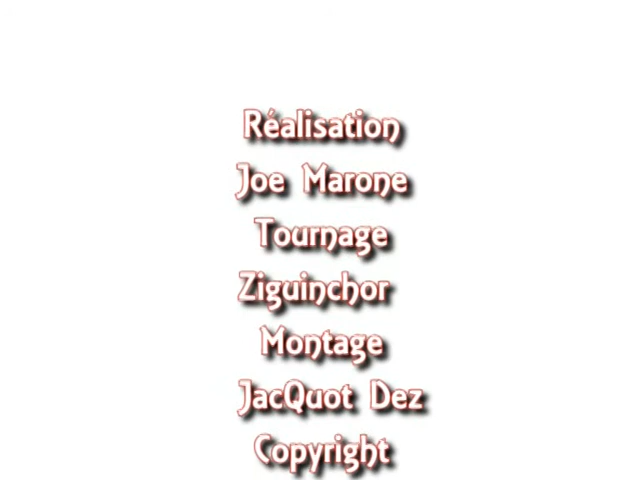 Réalisation
Joe Marone
Tournage
Ziguinchor
Montage
JacQuot Dez
Copyright